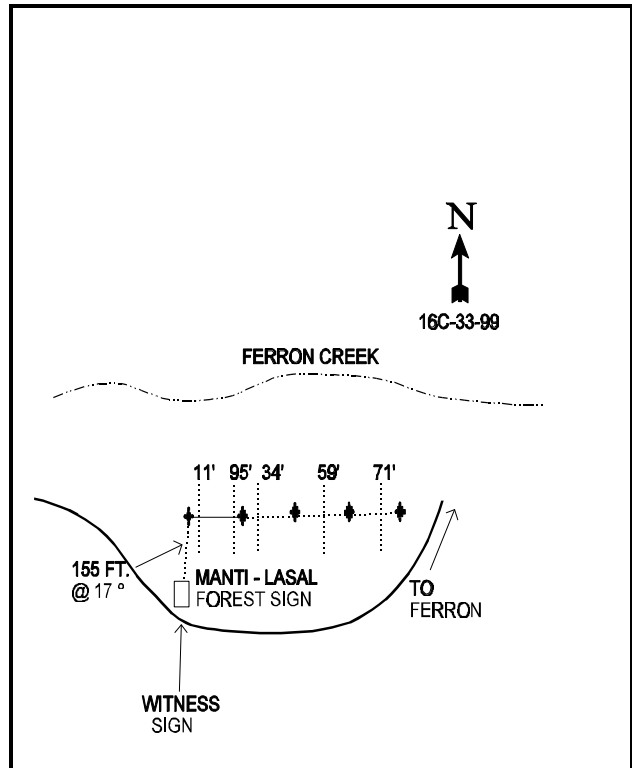 N
16C-33-99
FERRON CREEK
11' 95' 34' 59' 71'
155 FT.
@ 17 °
MANTI - LASAL
FOREST SIGN
TO
FERRON
WITNESS
SIGN